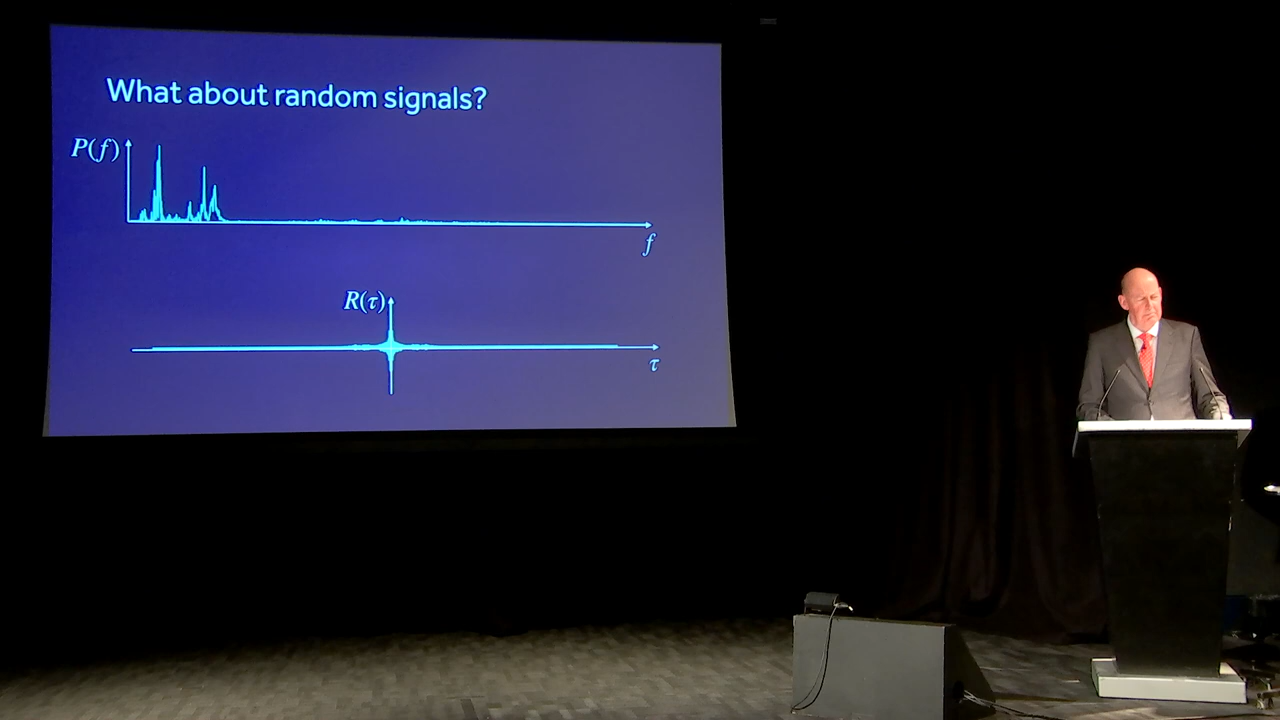 What about random signals?
P(f)
f
R(τ)
τ